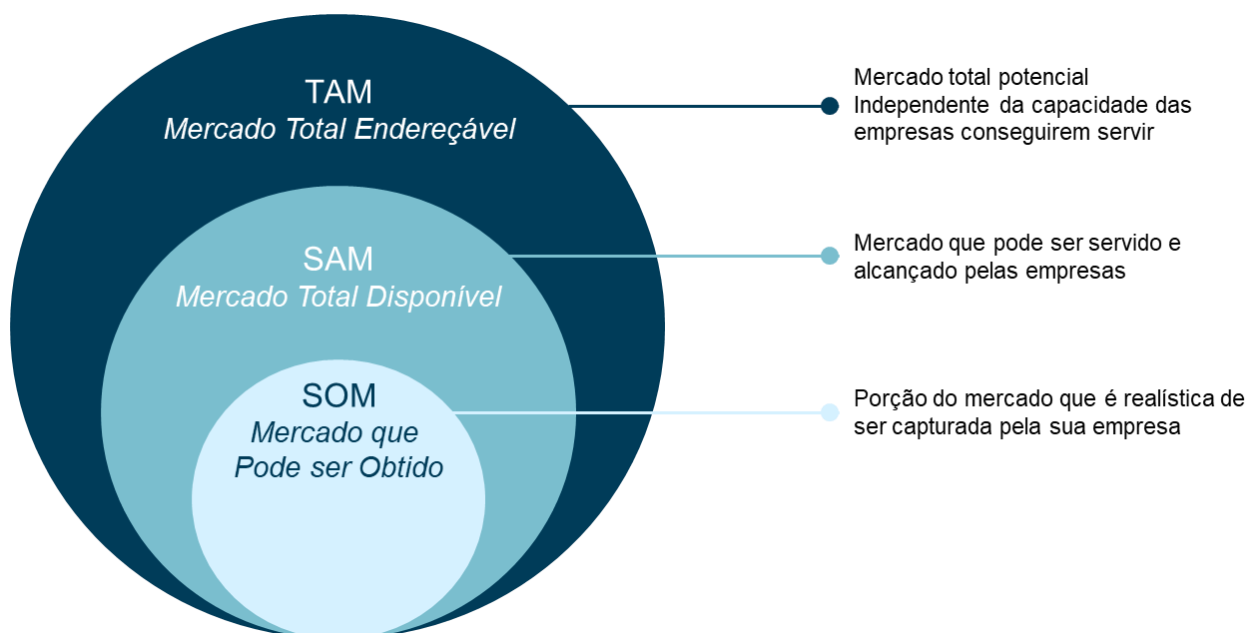 TAM
Mercado Total Endereçável
Mercado total potencial
Independente da capacidade das
empresas conseguirem servir
SAM
Mercado Total Disponível
Mercado que pode ser servido e
alcançado pelas empresas
SOM
Mercado que
Pode ser Obtido
Porção do mercado que é realística de
ser capturada pela sua empresa